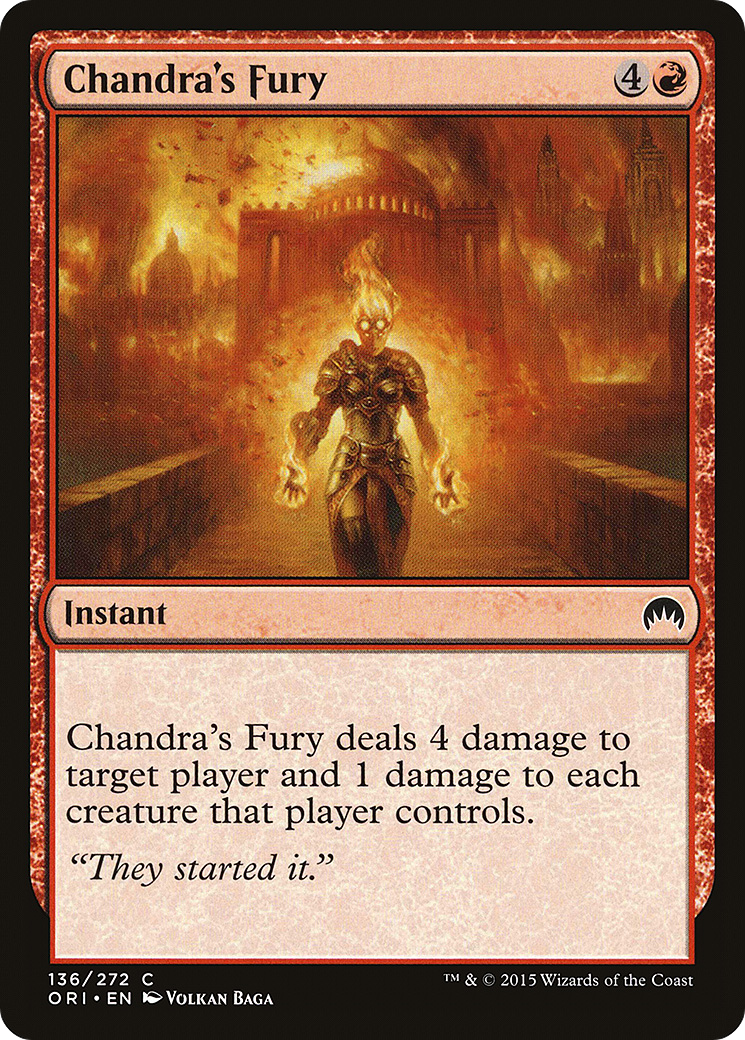 Chandra's Fury 4
Instant
Chandra's Fury deals 4 damage to
target player and 1 damage to each
creature that player controls.
“They started it.”
136/272 C
ORI • EN Volkan Baga
™ & © 2015 Wizards of the Coast